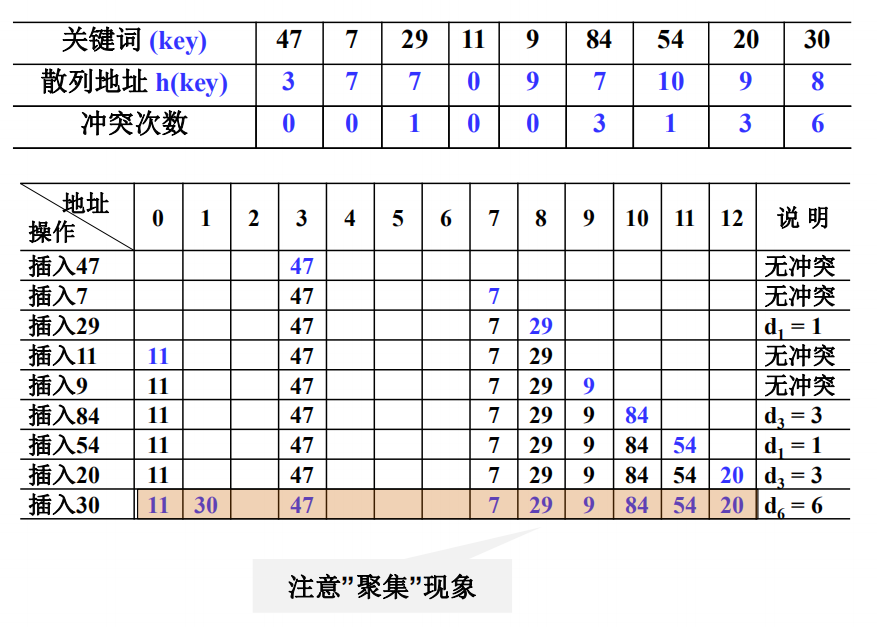 关键词 (key) 47 7 29 11 9 84 54 20 30
散列地址 h(key) 3 7 7 0 9 7 10 9 8
冲突次数 0 0 1 0 0 3 1 3 6
地址
操作
0 1 2 3 4 5 6 7 8 9 10 11 12 说 明
插入47 47 无冲突
插入7 47 7 无冲突
插入29 47 7 29 d1 = 1
插入11 11 47 7 29 无冲突
插入9 11 47 7 29 9 无冲突
插入84 11 47 7 29 9 84 d3 = 3
插入54 11 47 7 29 9 84 54 d1 = 1
插入20 11 47 7 29 9 84 54 20 d3 = 3
插入30 11 30 47 7 29 9 84 54 20 d6 = 6
注意”聚集”现象